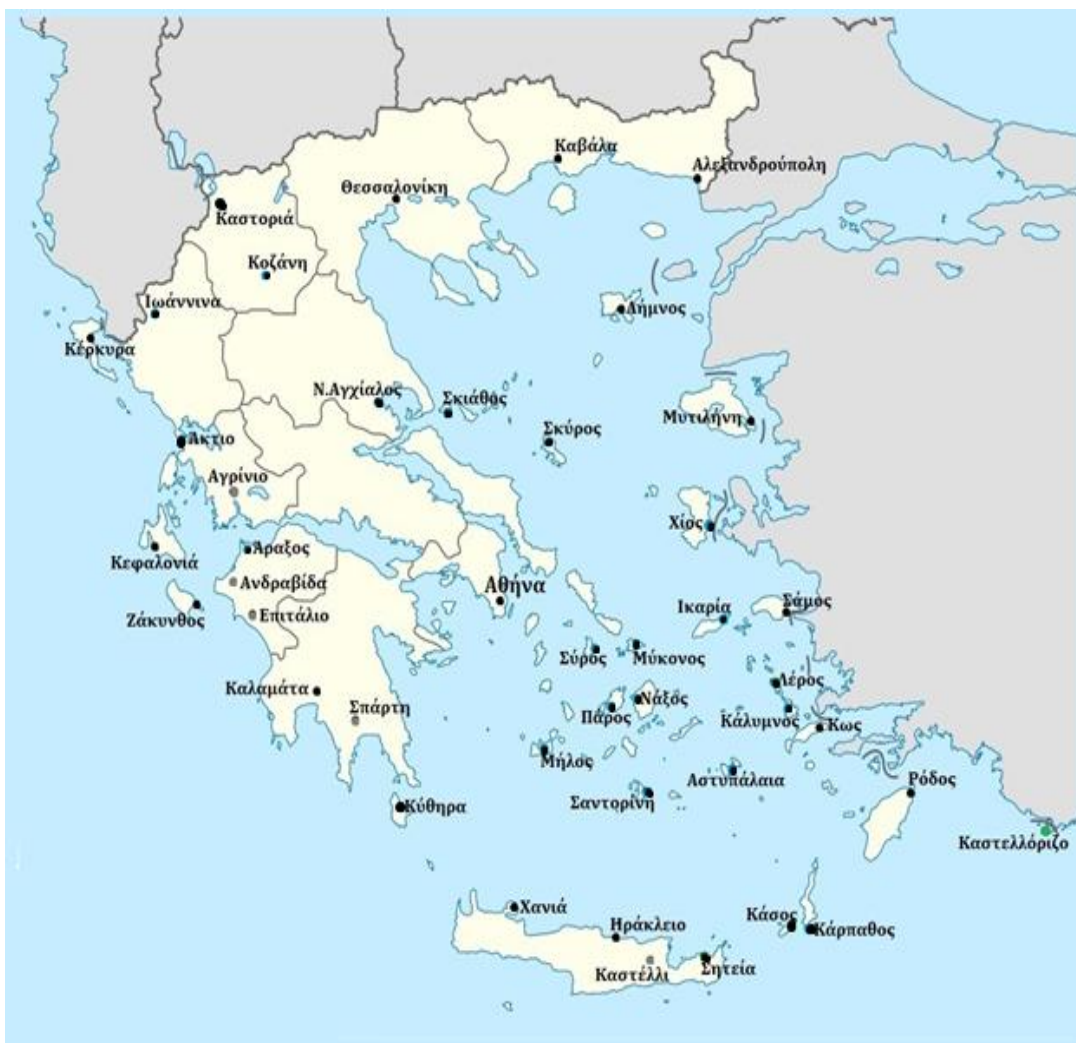 Καβάλα
Αλεξανδρούπολη
Θεσσαλονίκη
Καστοριά
Κοζάνη
Ιωάννινα
Λήμνος
Κέρκυρα
Ν.Αγχίαλος
Σκιάθος
Μυτιλήνη
Σκύρος
Άκτιο
Αγρίνιο
Χίος
Άραξος
Κεφαλονιά
Ανδραβίδα
Αθήνα
Ζάκυνθος
Επιτάλιο
Ικαρία
Σάμος
Σύρος
Μύκονος
Λέρος
Καλαμάτα
Νάξος
Πάρος
Σπάρτη
Κάλυμνος
Κως
Μήλος
Αστυπάλαια
Ρόδος
Σαντορίνη
Κύθηρα
Καστελλόριζο
Χανιά
Κάσος
Ηράκλειο
Κάρπαθος
Καστέλλι
Σητεία